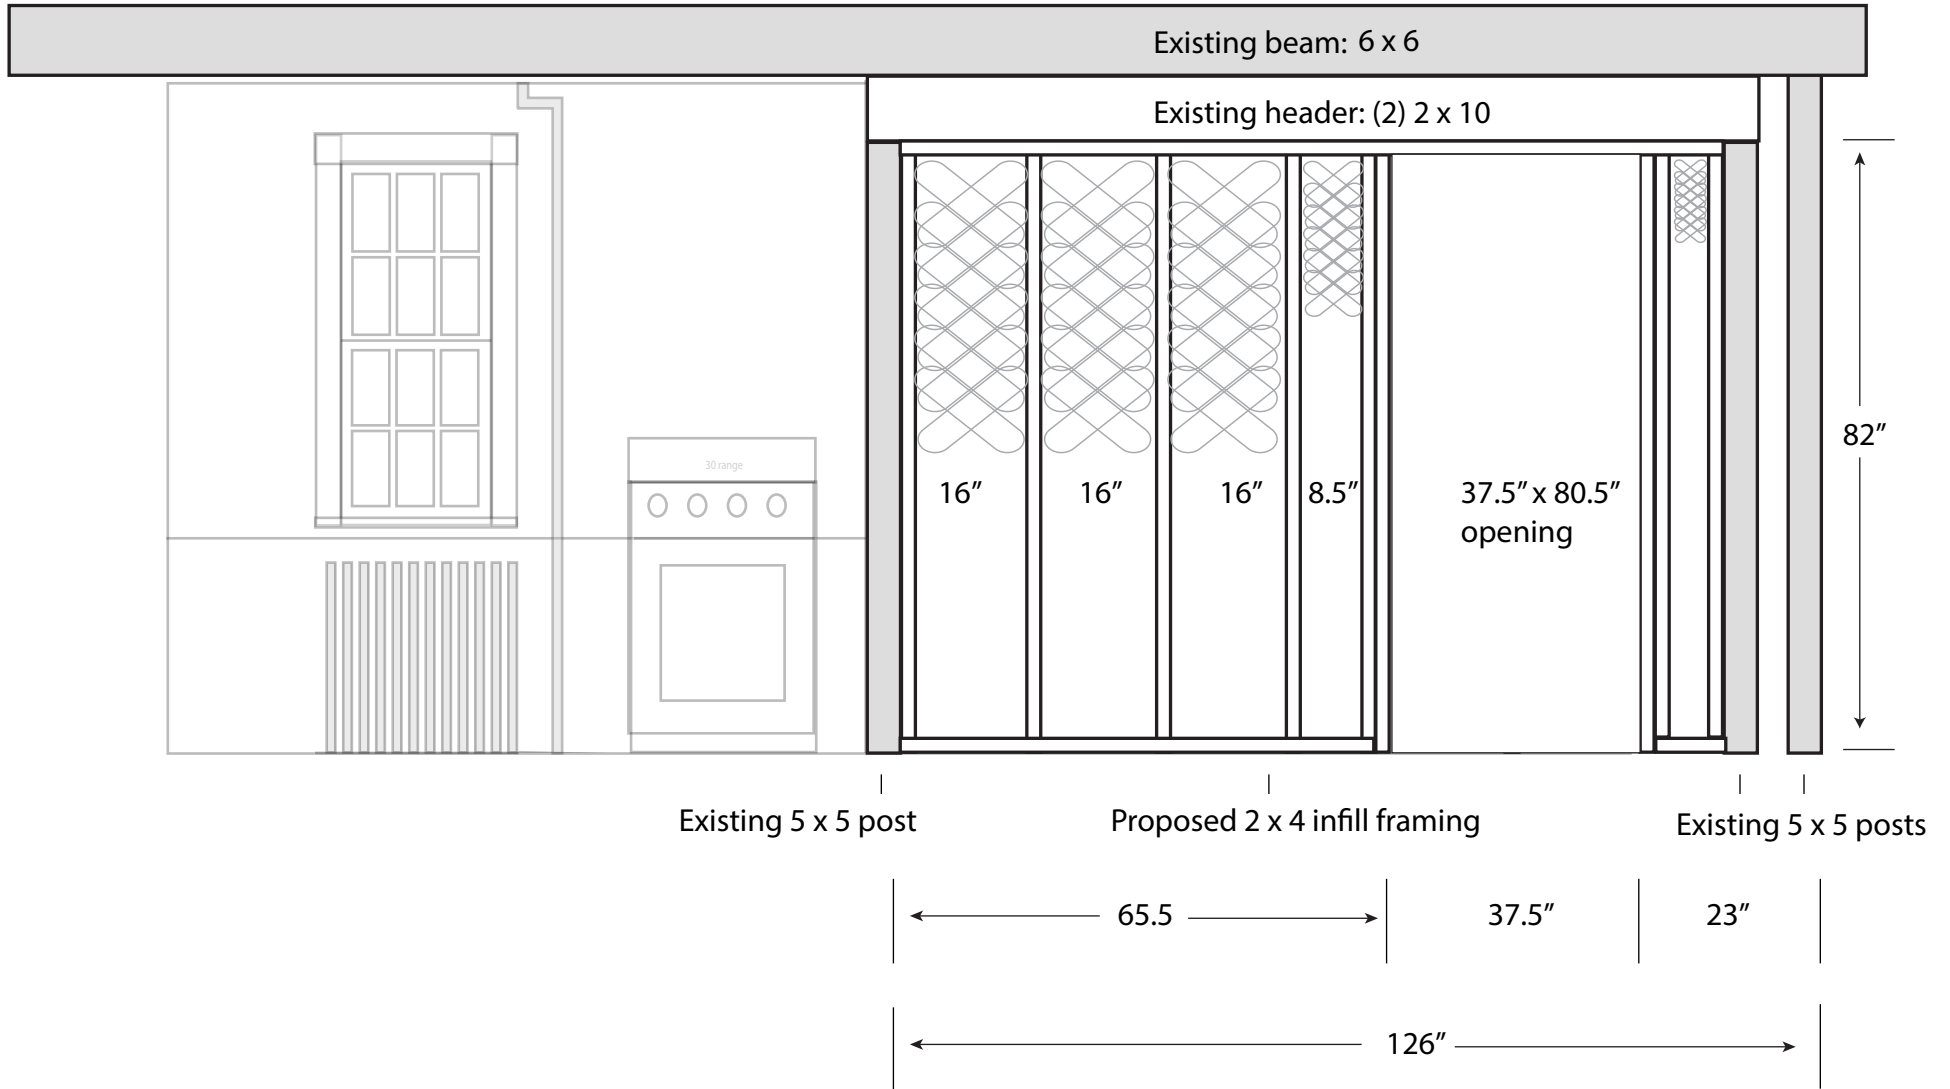 Existing beam: 6 x 6
Existing header: (2) 2 x 10
30 range
82”
16”
16”
16”
8.5”
37.5” x 80.5”
opening
Existing 5 x 5 post
Proposed 2 x 4 infill framing
Existing 5 x 5 posts
65.5
37.5”
23”
126”